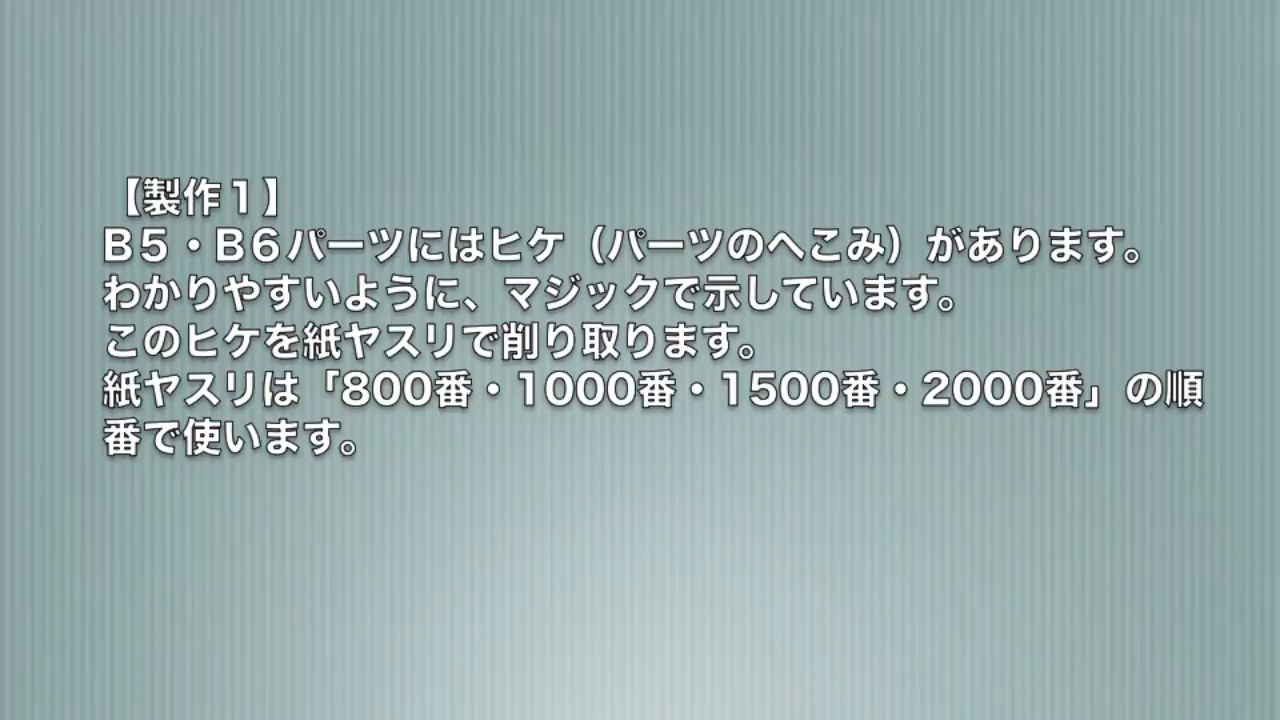 【製作１】
B５・B６パーツにはヒケ（パーツのへこみ）があります。
わかりやすいように、マジックで示しています。
このヒケを紙ヤスリで削り取ります。
紙ヤスリは「800番・1000番・1500番・2000番」の順
番で使います。